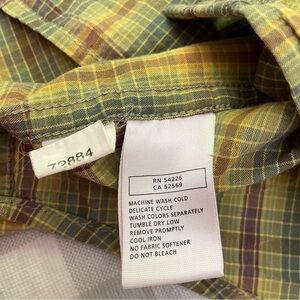 72884
RN 54226
CA 52569
MACHINE WASH COLD
DELICATE CYCLE
WASH COLORS SEPARATELY
TUMBLE DRY LOW
REMOVE PROMPTLY
COOL IRON
NO FABRIC SOFTENER
DO NOT BLEACH